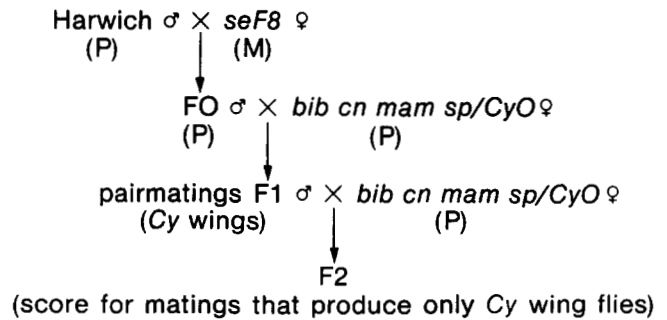 Harwich ♂ × seF8 ♀
(P) (M)
FO ♂ × bib cn mam sp/CyO♀
(P) (P)
pairmatings F1 ♂ × bib cn mam sp/CyO♀
(Cy wings) (P)
F2
(score for matings that produce only Cy wing flies)